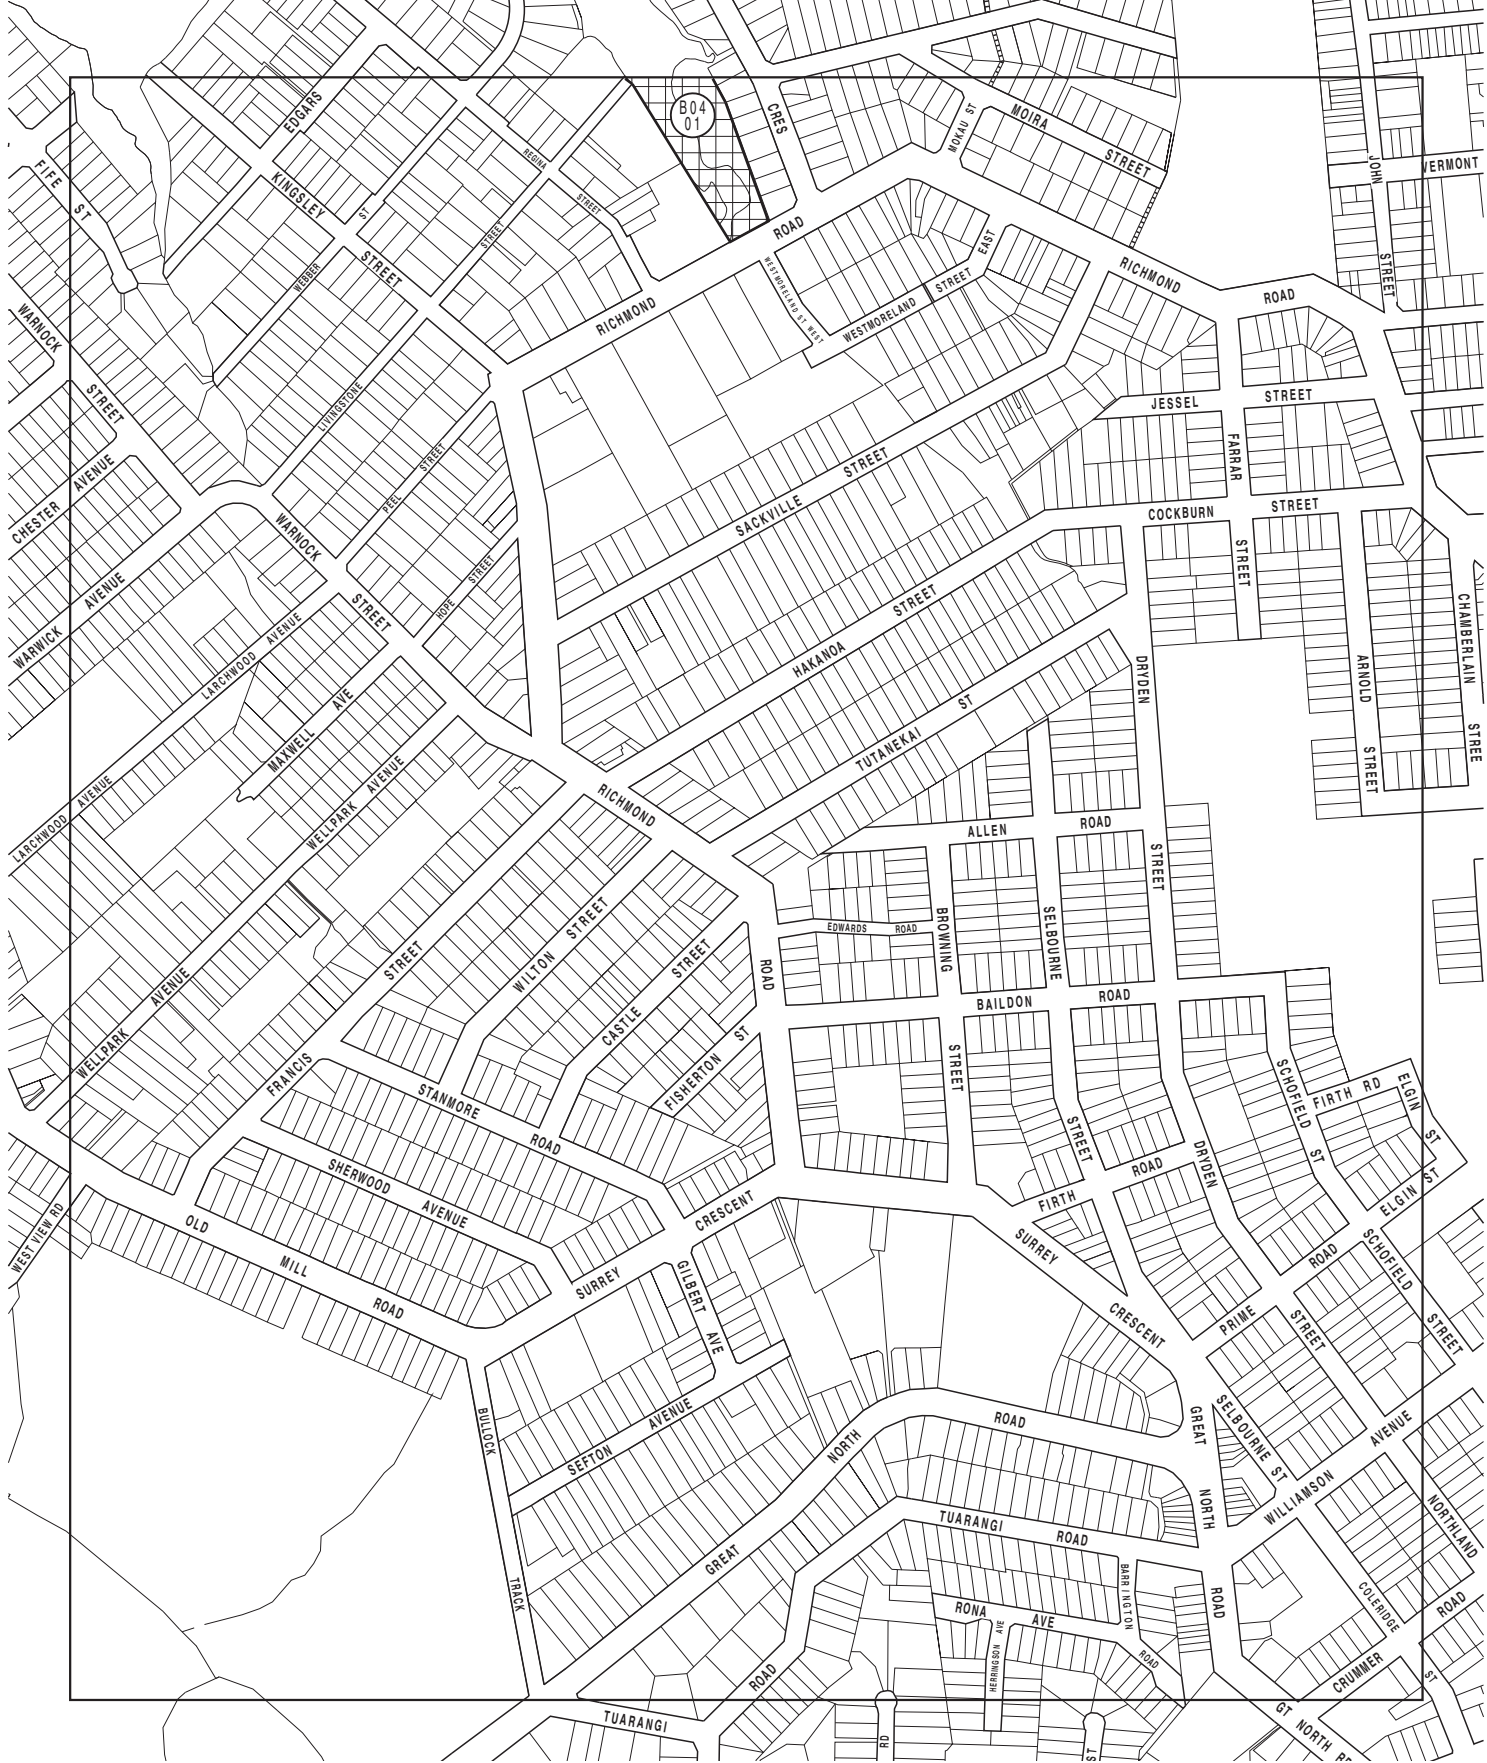 B04
01
EDGARS
CRES
MOKAU ST
MOIRA
STREET
JOHN
VERMONT
FIFE
ST
REGINA
STREET
KINGSLEY
ST
STREET
ROAD
EAST
STREET
WEBBER
STREET
RICHMOND
ROAD
STREET
WESTMORELAND ST WEST
WESTMORELAND
STREET
RICHMOND
WARNOCK
STREET
LIVINGSTONE
JESSEL
STREET
CHESTER
AVENUE
PEEL
STREET
SACKVILLE
STREET
FARRAR
STREET
COCKBURN
STREET
WARNOCK
STREET
WARWICK
AVENUE
HOPE
STREET
LARCHWOOD
AVENUE
HAKANOA
STREET
DRYDEN
ARNOLD
STREET
CHAMBERLAIN
STREE
MAXWELL
AVE
TUTANEKAI
ST
LARCHWOOD
AVENUE
WELLPARK
AVENUE
RICHMOND
ALLEN
ROAD
STREET
EDWARDS
ROAD
BROWNING
SELBOURNE
WILTON
STREET
STREET
CASTLE
STREET
ROAD
WELLPARK
AVENUE
BAILDON
ROAD
FRANCIS
FISHERTON
ST
STREET
STANMORE
ROAD
SCHOFIELD
ST
FIRTH RD
ELGIN
ST
ELGIN
ST
STREET
DRYDEN
SHERWOOD
AVENUE
CRESCENT
FIRTH
ROAD
WEST VIEW RD
OLD
MILL
ROAD
SURREY
GILBERT
AVE
SURREY
CRESCENT
PRIME
ROAD
SCHOFIELD
STREET
STREET
BULLOCK
TRACK
SEFTON
AVENUE
NORTH
ROAD
GREAT
NORTH
ROAD
SELBOURNE ST
WILLIAMSON
AVENUE
NORTHLAND
GREAT
TUARANGI
ROAD
BARRINGTON
ROAD
RONA
AVE
HERRINGSON AVE
COLERIDGE
ST
CRUMMER
ROAD
ROAD
TUARANGI
RD
ST
GT NORTH RD